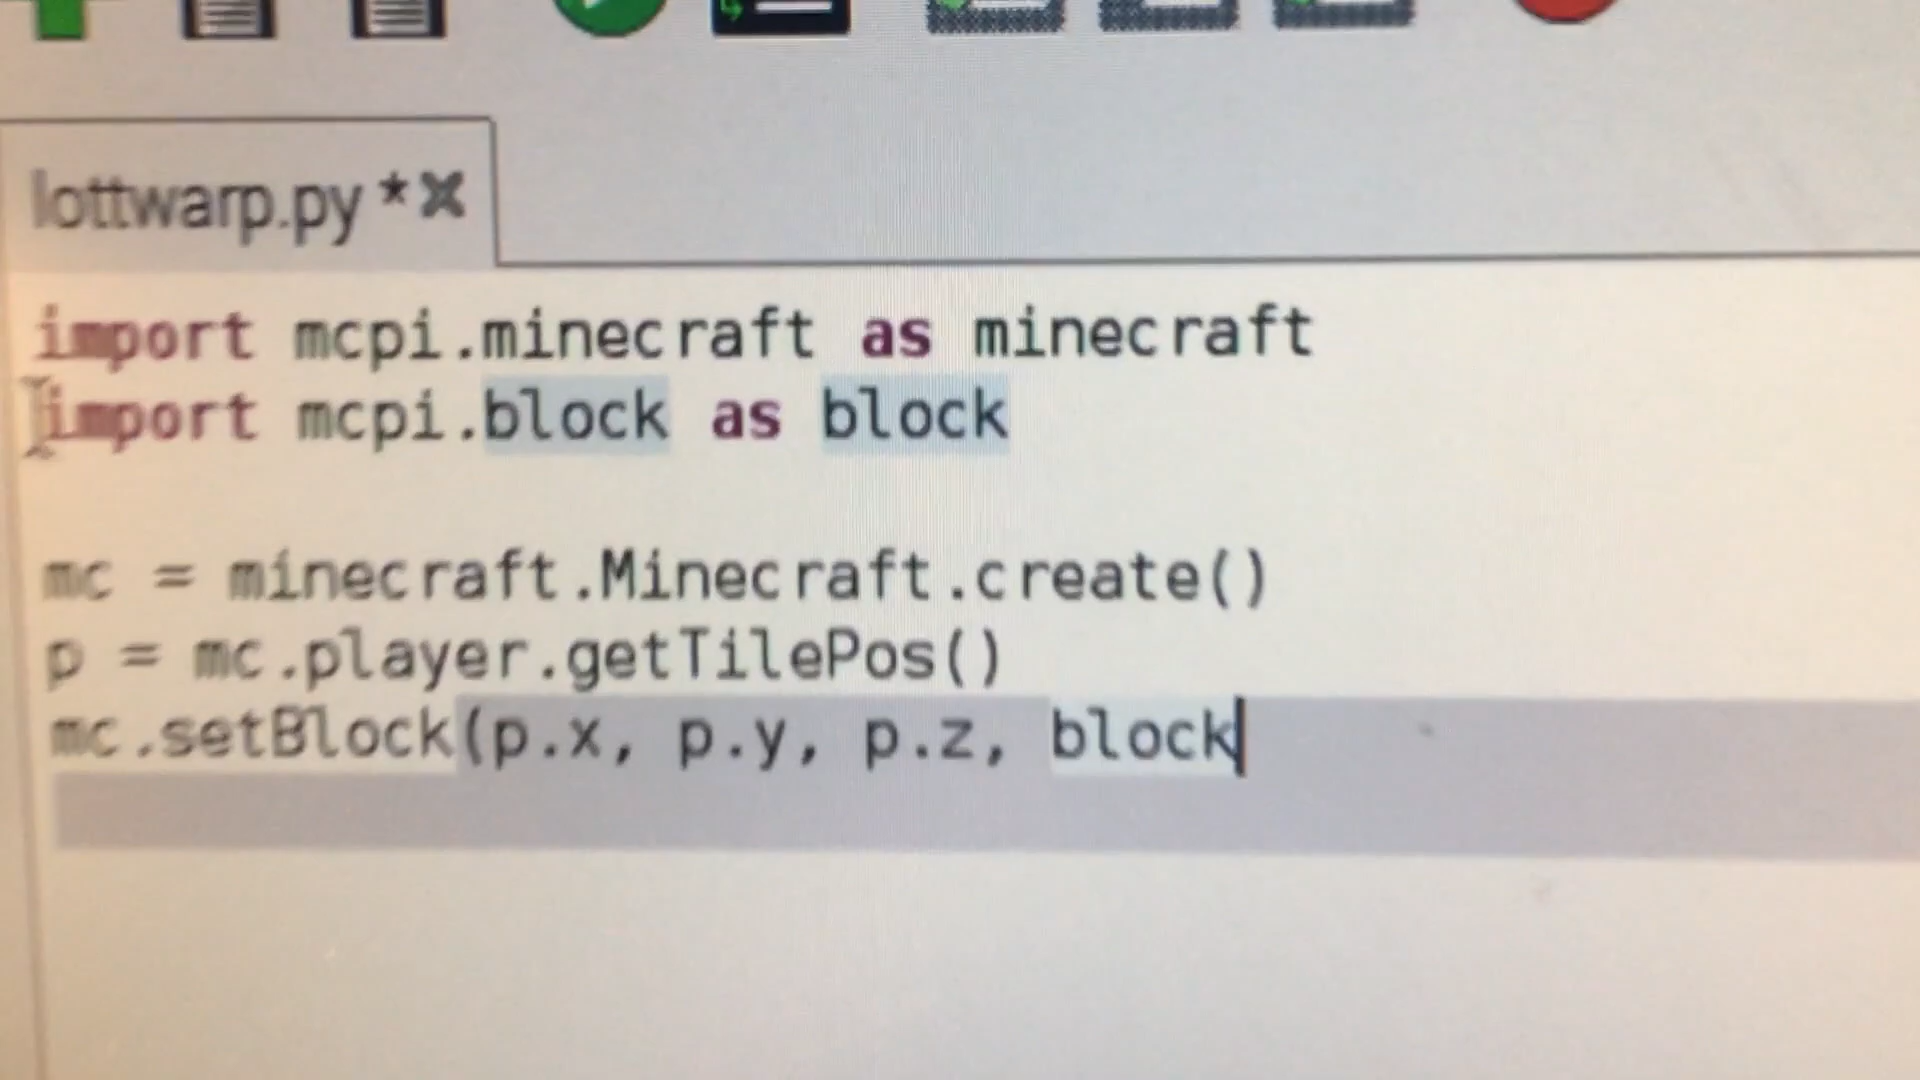 lottwarp.py *
import mcpi.minecraft as minecraft
import mcpi.block as block
mc = minecraft.Minecraft.create()
p = mc.player.getTilePos()
mc.setBlock(p.x, p.y, p.z, block